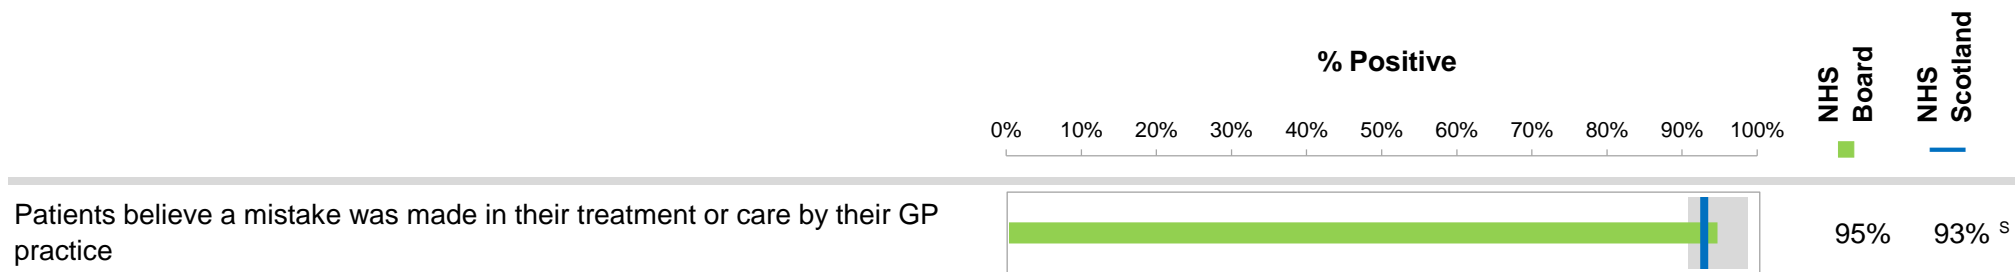 % Positive
NHS
Board
NHS
Scotland
0% 10% 20% 30% 40% 50% 60% 70% 80% 90% 100%
Patients believe a mistake was made in their treatment or care by their GP
practice
95% 93% S